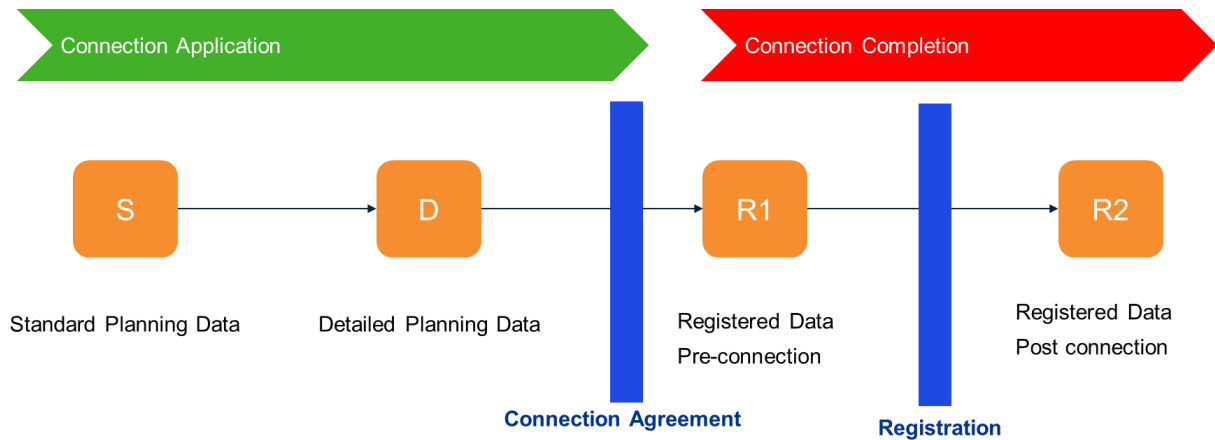 Connection Application
Connection Completion
S
D
R1
R2
Standard Planning Data
Detailed Planning Data
Registered Data
Pre-connection
Registered Data
Post connection
Connection Agreement
Registration